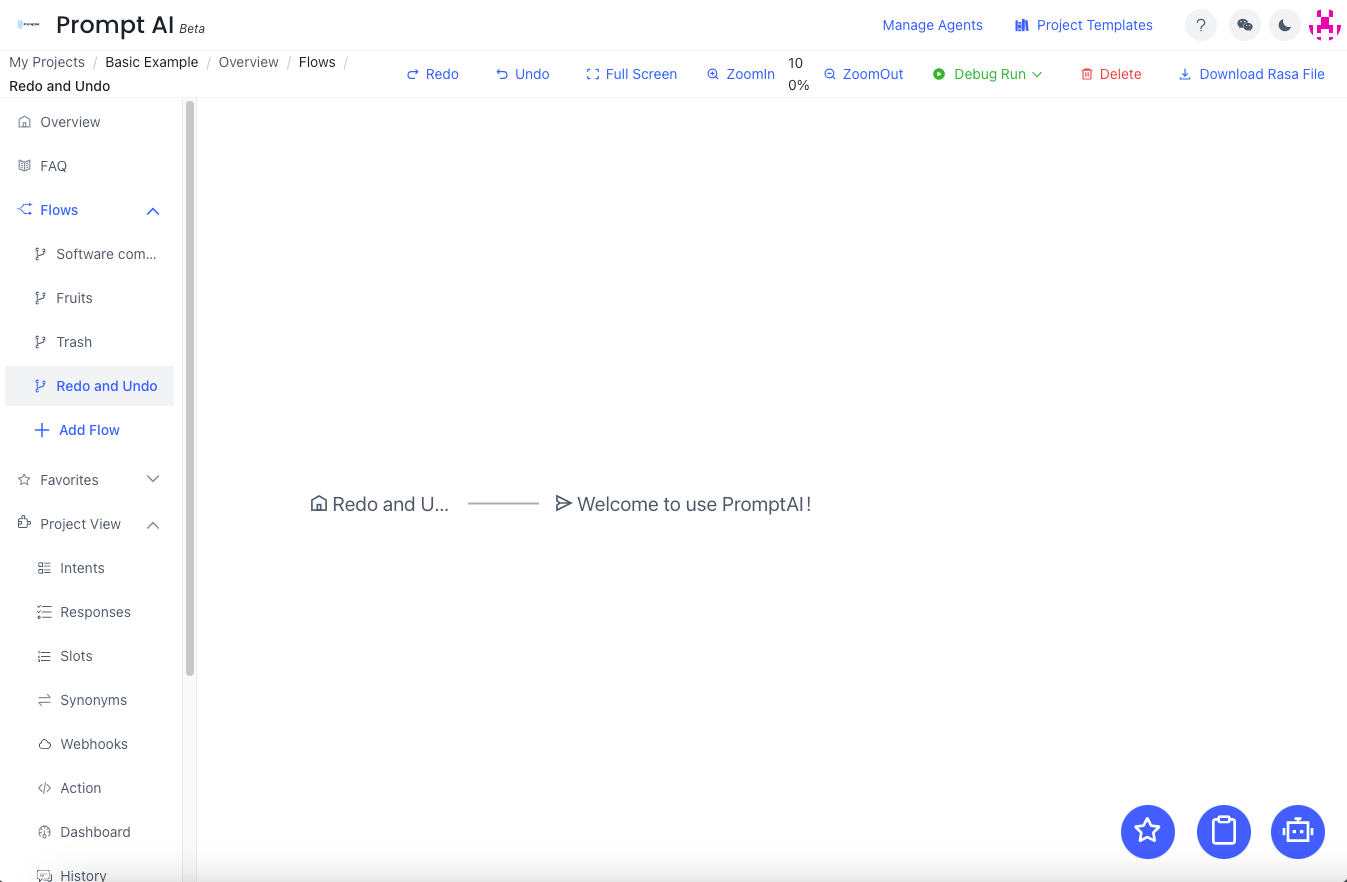 Prompt AI Beta
Manage Agents
Project Templates
?
My Projects / Basic Example / Overview / Flows /
Redo and Undo
Redo
Undo
Full Screen
ZoomIn
10
0%
ZoomOut
Debug Run
Delete
Download Rasa File
Overview
FAQ
Flows
Software com...
Fruits
Trash
Redo and Undo
Add Flow
Favorites
Project View
Intents
Responses
Slots
Synonyms
Webhooks
Action
Dashboard
History
Redo and U...
Welcome to use PromptAI!